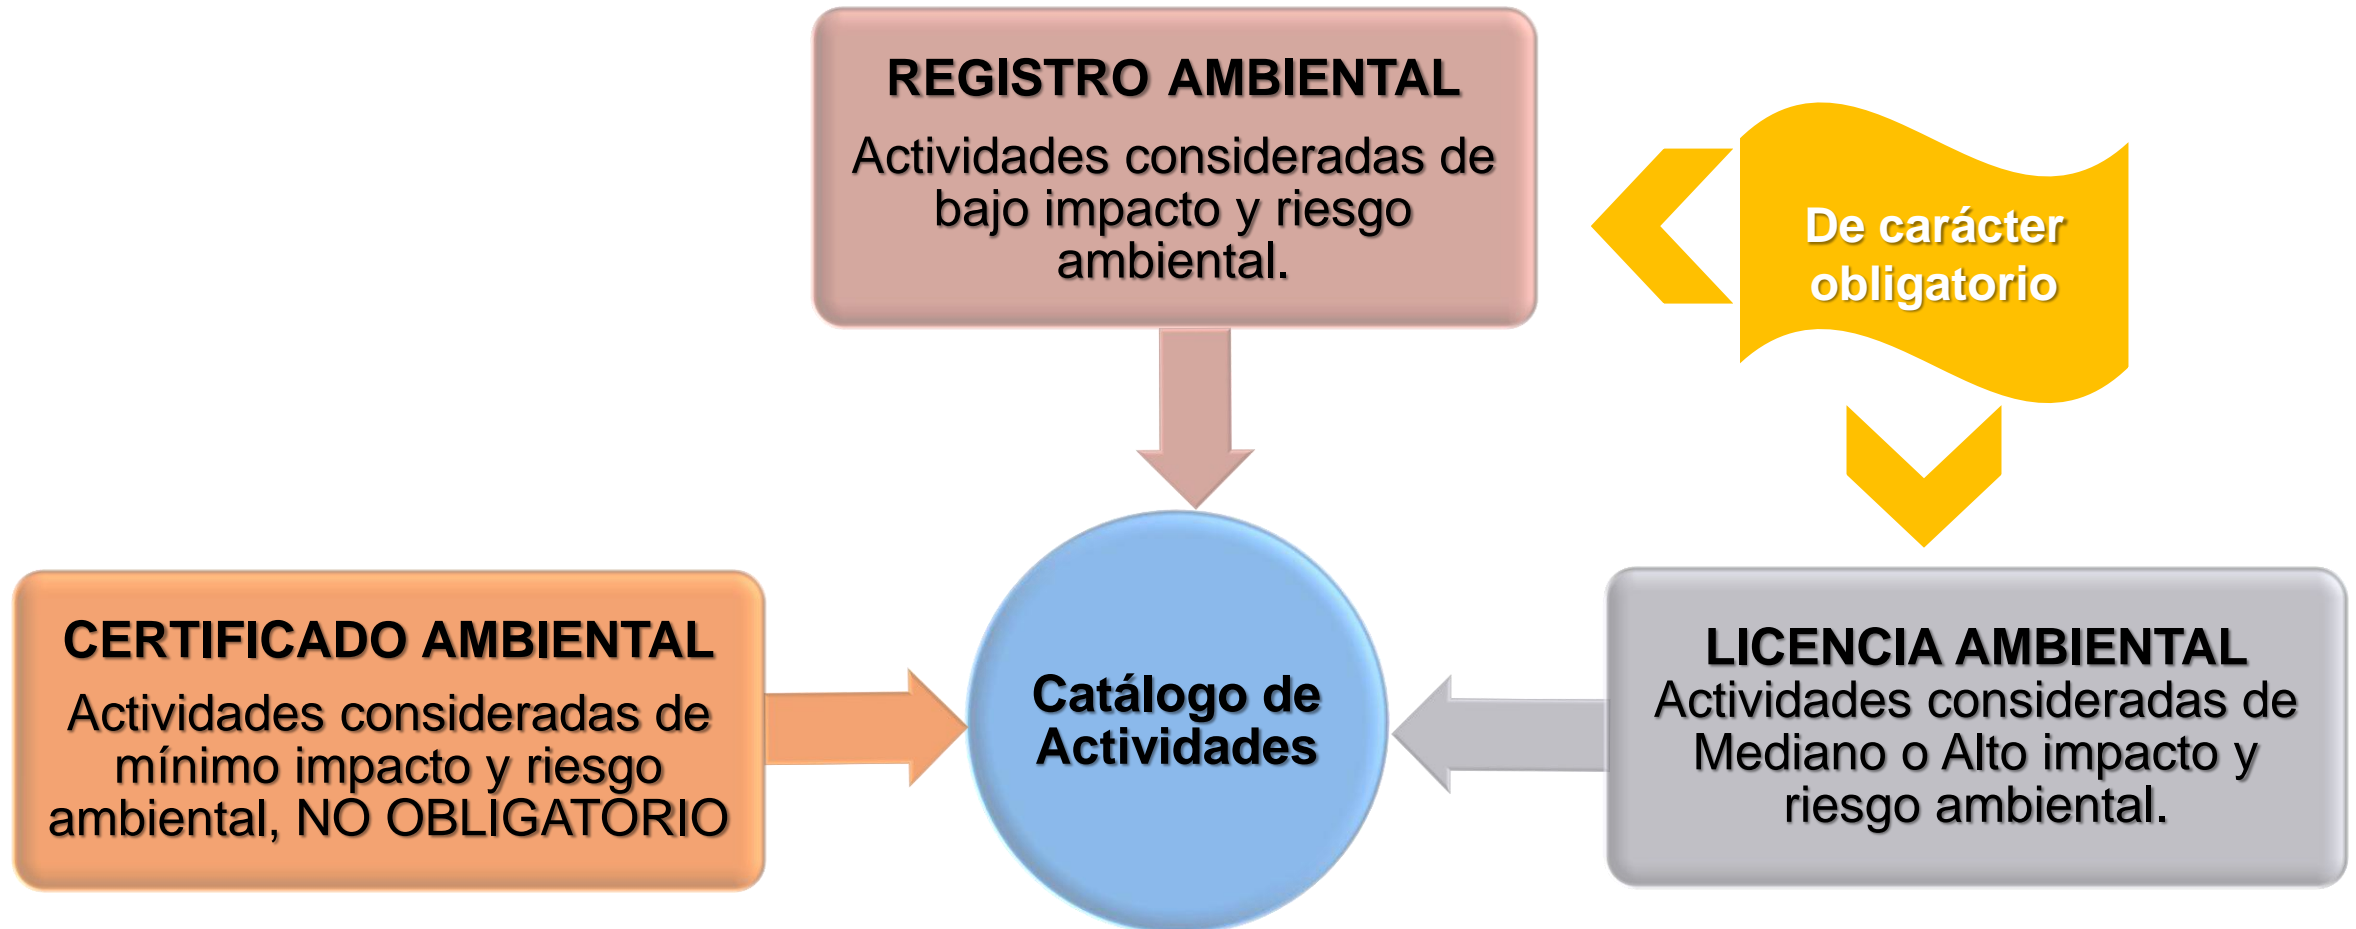 REGISTRO AMBIENTAL
Actividades consideradas de
bajo impacto y riesgo
ambiental.
De carácter
obligatorio
CERTIFICADO AMBIENTAL
Actividades consideradas de
mínimo impacto y riesgo
ambiental, NO OBLIGATORIO
Catálogo de
Actividades
LICENCIA AMBIENTAL
Actividades consideradas de
Mediano o Alto impacto y
riesgo ambiental.